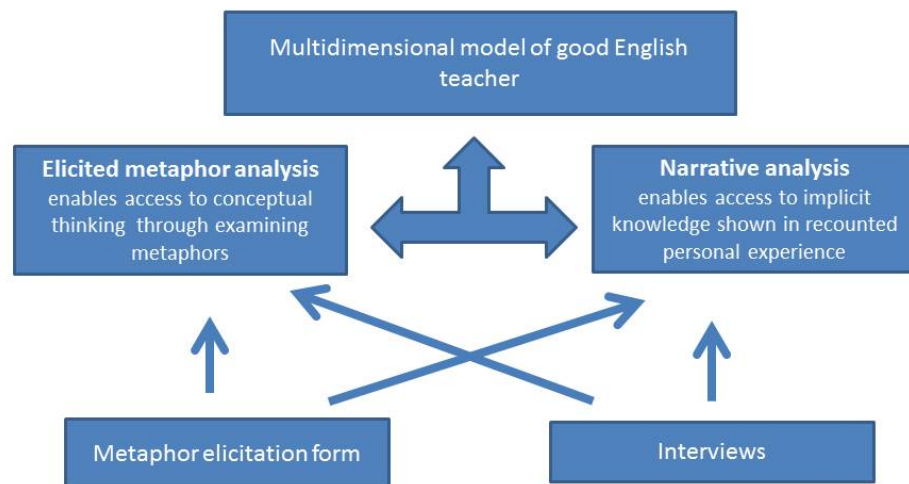 Multidimensional model of good English
teacher
Elicited metaphor analysis
enables access to conceptual
thinking through examining
metaphors
Narrative analysis
enables access to implicit
knowledge shown in recounted
personal experience
Metaphor elicitation form
Interviews